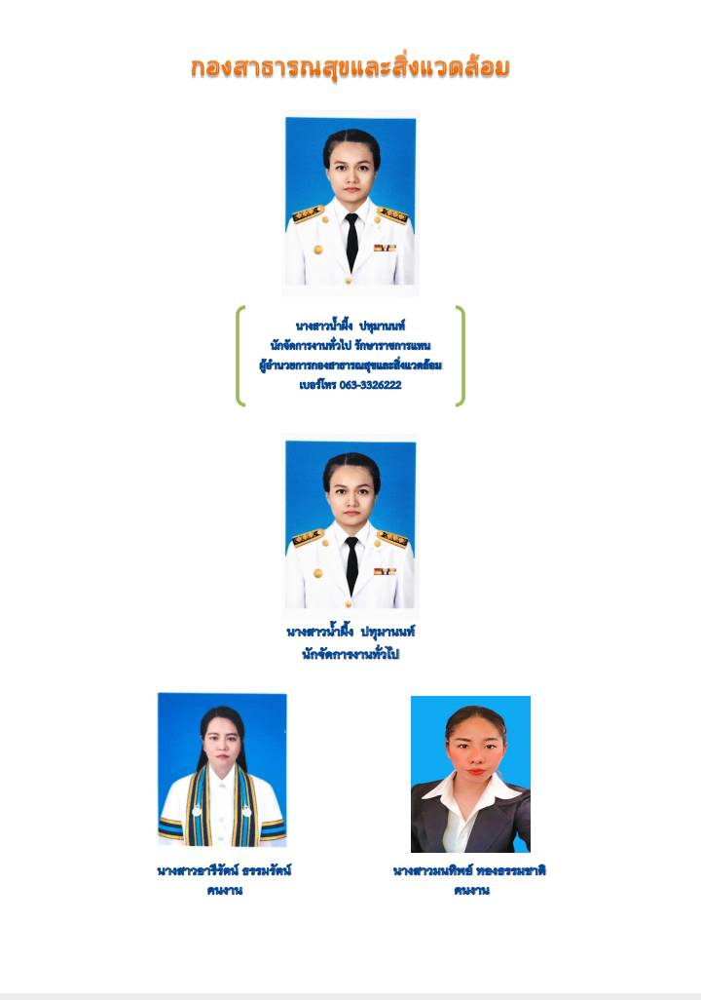 กองสาธารณสุขและสิ่งแวดล้อม
นางสาวน้ำผึ้ง ปทุมานนท์
นักจัดการงานทั่วไป รักษาราชการแทน
ผู้อำนวยการกองสาธารณสุขและสิ่งแวดล้อม
เบอร์โทร 063-3326222
นางสาวน้ำผึ้ง ปทุมานนท์
นักจัดการงานทั่วไป
นางสาวอารีรัตน์ ธรรมรัตน์
คนงาน
นางสาวมนทิพย์ ทองธรรมชาติ
คนงาน